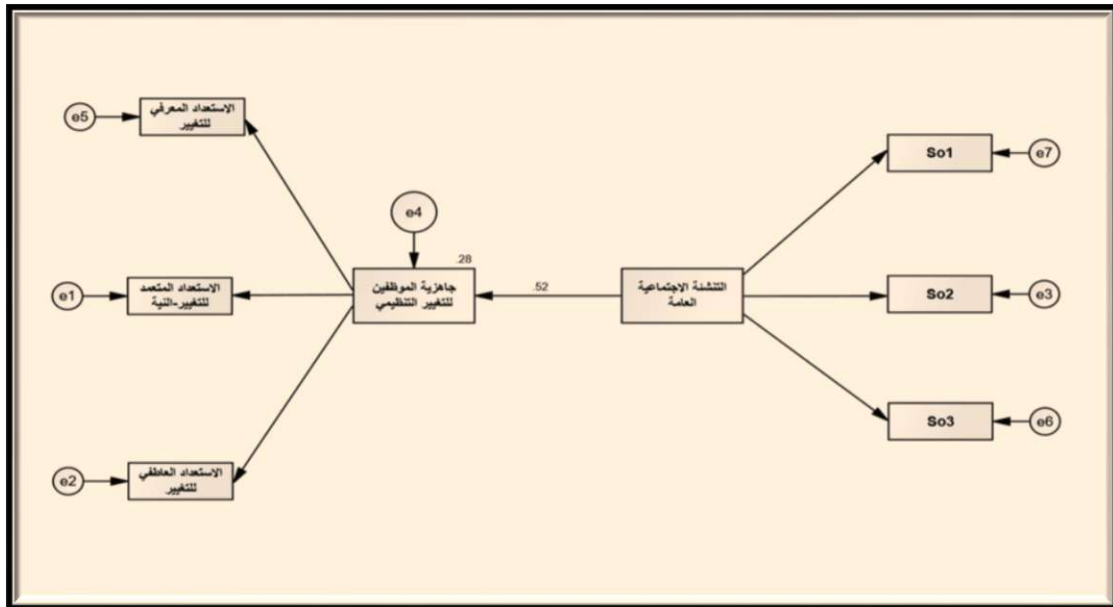 الاستعداد المعرفي
للتغيير
e5
So1
e7
e4
.28
جاهزية الموظفين
للتغيير التنظيمي
.52
التنشئة الاجتماعية
العامة
الاستعداد المتعمد
للتغيير-النية
e1
So2
e3
So3
e6
الاستعداد العاطفي
للتغيير
e2